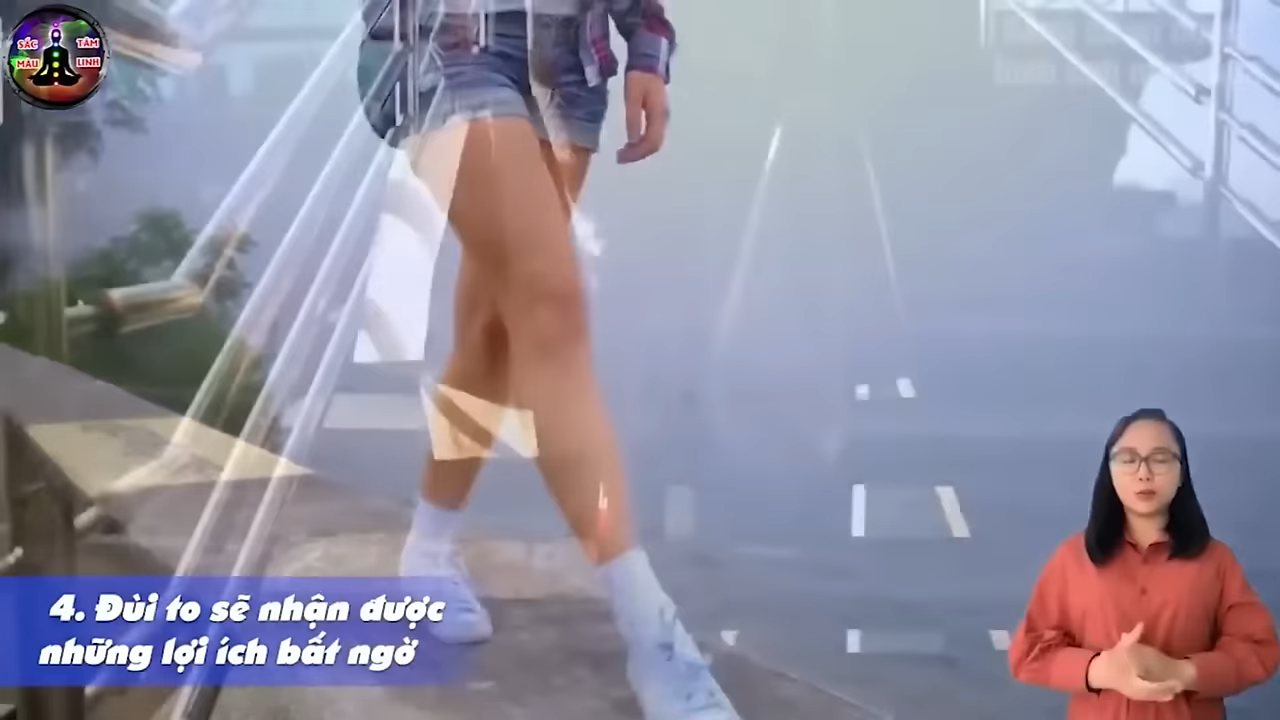 SẮC TÂM
MÀU LINH
4. Đùi to sẽ nhận được
những lợi ích bất ngờ